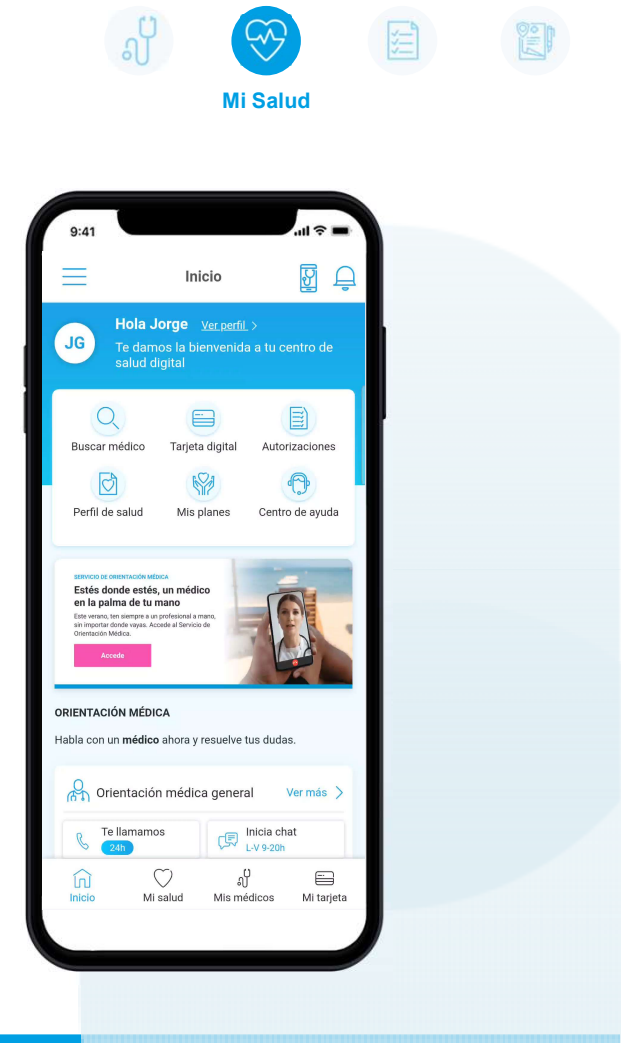 Mi Salud
9:41
Inicio
JG
Hola Jorge Ver perfil >
Te damos la bienvenida a tu centro de
salud digital
Buscar médico
Tarjeta digital
Autorizaciones
Perfil de salud
Mis planes
Centro de ayuda
SERVICIO DE ORIENTACIÓN MÉDICA
Estés donde estés, un médico
en la palma de tu mano
Este verano, ten siempre a un profesional a mano,
sin importar donde vayas. Accede al Servicio de
Orientación Médica.
Accede
ORIENTACIÓN MÉDICA
Habla con un médico ahora y resuelve tus dudas.
Orientación médica general
Ver más >
Te llamamos
24h
Inicia chat
L-V 9-20h
Inicio
Mi salud
Mis médicos
Mi tarjeta